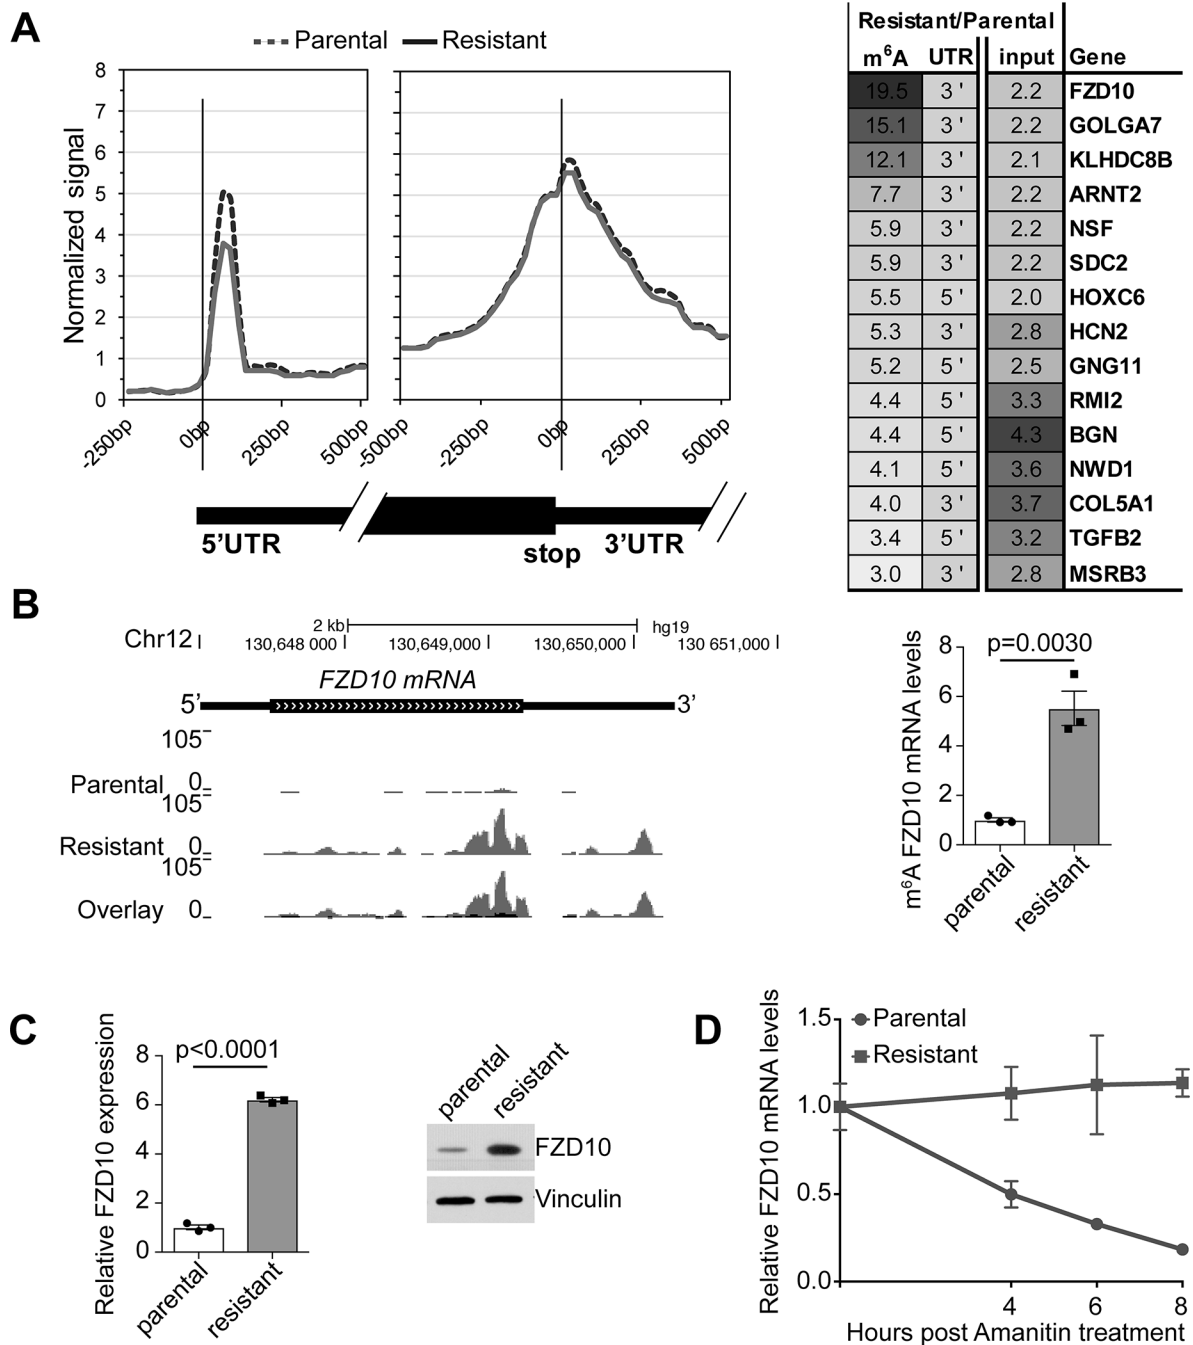 A
Parental Resistant
Normalized signal
8
7
6
5
4
3
2
1
0
-250bp 0bp 250bp 500bp
-500bp -250bp 0bp 250bp 500bp
5’UTR stop 3’UTR
Resistant/Parental
m⁶A UTR input Gene
19.5 3 ' 2.2 FZD10
15.1 3 ' 2.2 GOLGA7
12.1 3 ' 2.1 KLHDC8B
7.7 3 ' 2.2 ARNT2
5.9 3 ' 2.2 NSF
5.9 3 ' 2.2 SDC2
5.5 5 ' 2.0 HOXC6
5.3 3 ' 2.8 HCN2
5.2 5 ' 2.5 GNG11
4.4 5 ' 3.3 RMI2
4.4 5 ' 4.3 BGN
4.1 5 ' 3.6 NWD1
4.0 3 ' 3.7 COL5A1
3.4 5 ' 3.2 TGFB2
3.0 3 ' 2.8 MSRB3
B
2 kb hg19
Chr12 130,648 000 130,649,000 130,650,000 130 651,000
FZD10 mRNA
5’ 3’
105
Parental 0
105
Resistant 0
105
Overlay 0
m⁶A FZD10 mRNA levels
p=0.0030
8
6
4
2
0
parental resistant
C
Relative FZD10 expression
p<0.0001
8
6
4
2
0
parental resistant
parental resistant
FZD10
Vinculin
D
Relative FZD10 mRNA levels
Parental
Resistant
1.5
1.0
0.5
0.0
4 6 8
Hours post Amanitin treatment